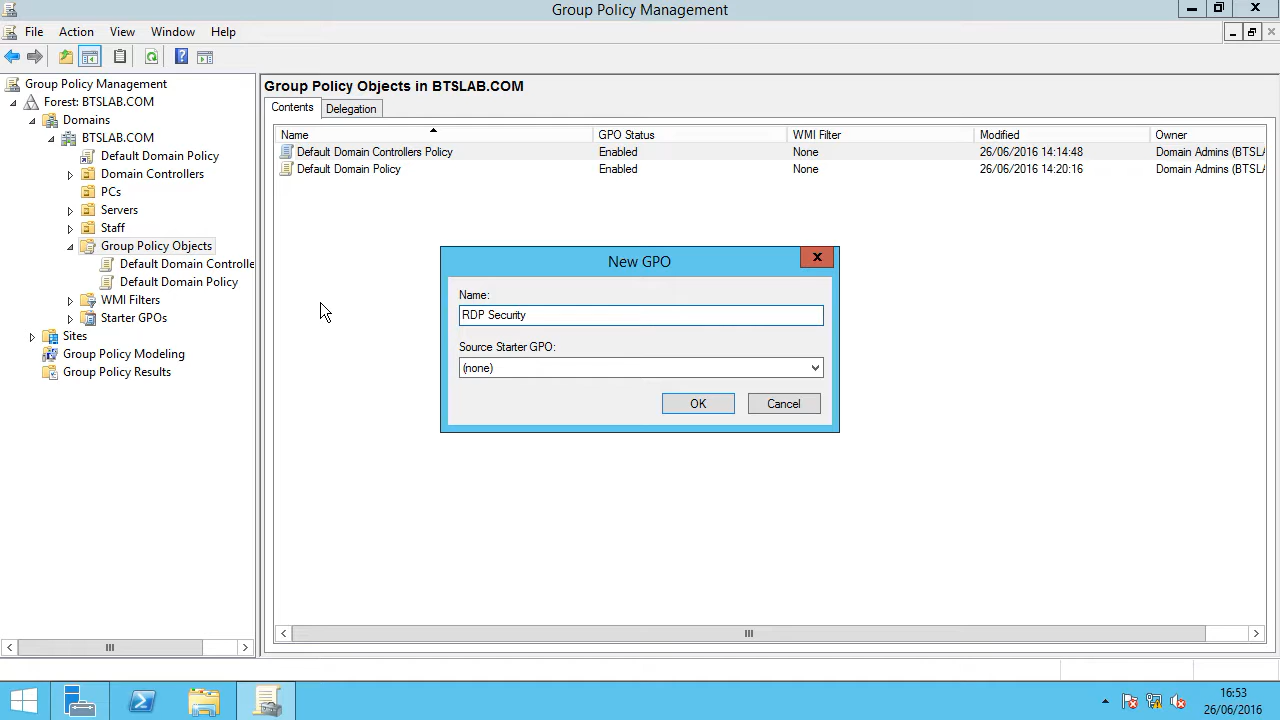 Group Policy Management
File Action View Window Help
Group Policy Management
Forest: BTSLAB.COM
Domains
BTSLAB.COM
Default Domain Policy
Domain Controllers
PCs
Servers
Staff
Group Policy Objects
Default Domain Controlle
Default Domain Policy
WMI Filters
Starter GPOs
Sites
Group Policy Modeling
Group Policy Results
Group Policy Objects in BTSLAB.COM
Contents Delegation
Name GPO Status WMI Filter Modified Owner
Default Domain Controllers Policy Enabled None 26/06/2016 14:14:48 Domain Admins (BTSLA
Default Domain Policy Enabled None 26/06/2016 14:20:16 Domain Admins (BTSLA
New GPO
Name:
RDP Security
Source Starter GPO:
(none)
OK Cancel
16:53
26/06/2016